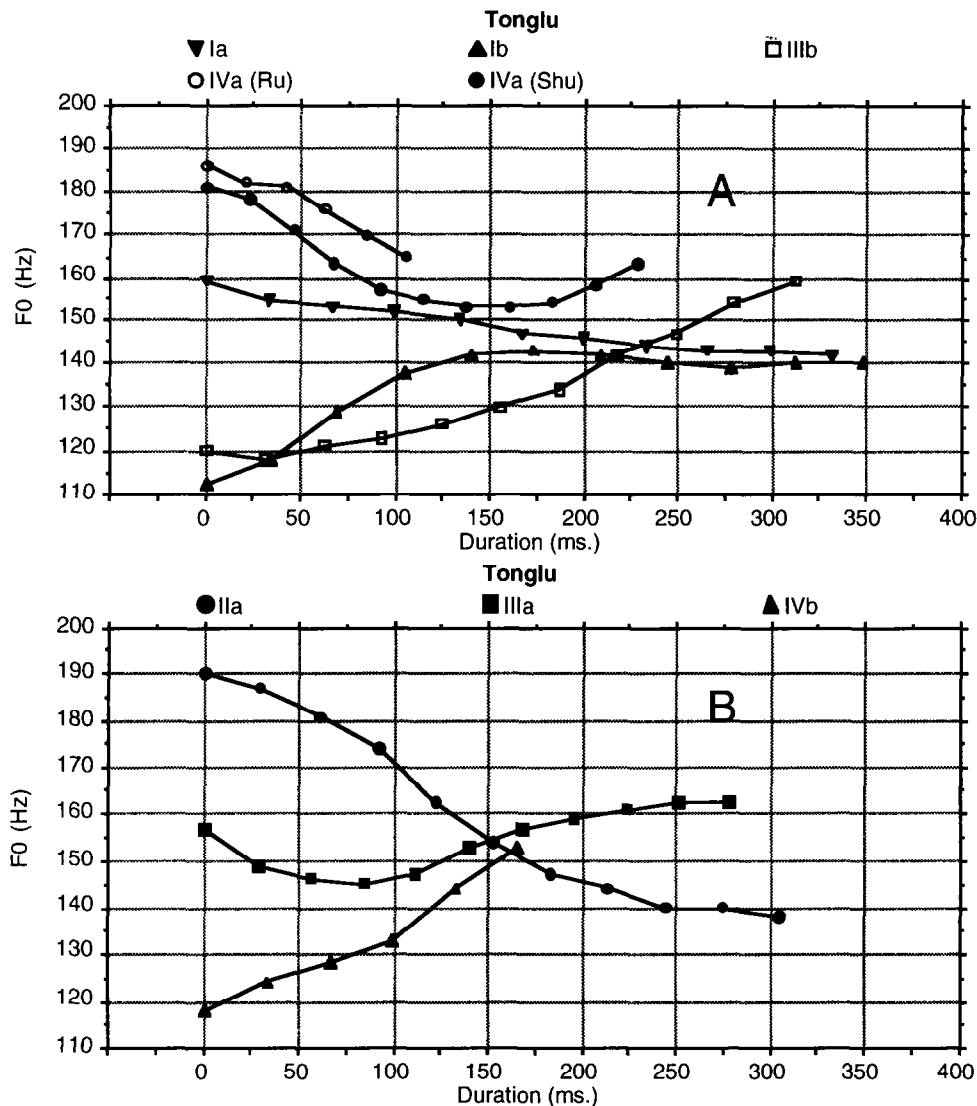 Tonglu
▼ Ia ▲ Ib □ IIIb
○ IVa (Ru) ● IVa (Shu)
200
190
180
170
160
150
140
130
120
110
F0 (Hz)
A
0 50 100 150 200 250 300 350 400
Duration (ms.)
Tonglu
● IIa ■ IIIa ▲ IVb
200
190
180
170
160
150
140
130
120
110
F0 (Hz)
B
0 50 100 150 200 250 300 350 400
Duration (ms.)